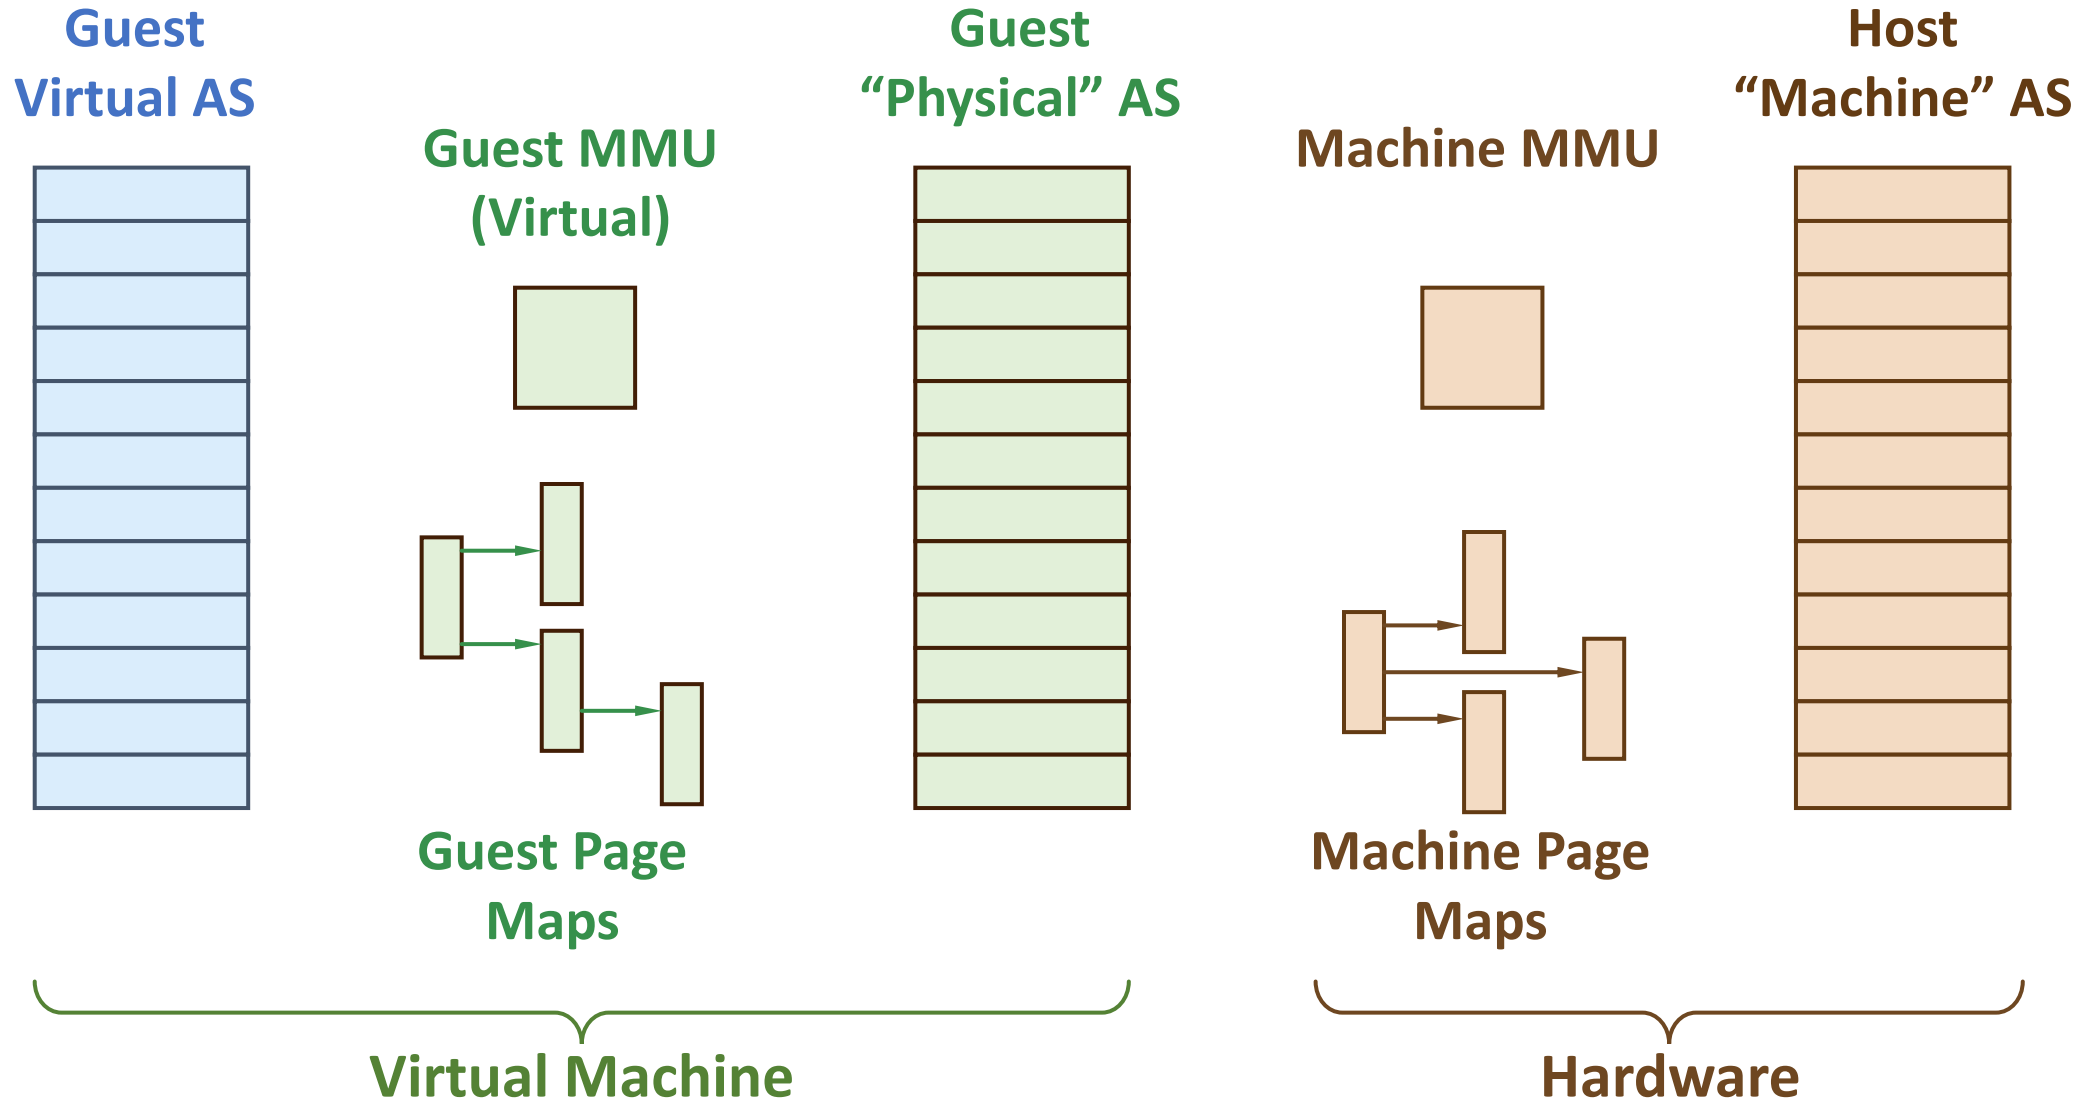 Guest
Virtual AS
Guest MMU
(Virtual)
Guest
“Physical” AS
Machine MMU
Host
“Machine” AS
Guest Page
Maps
Machine Page
Maps
Virtual Machine
Hardware